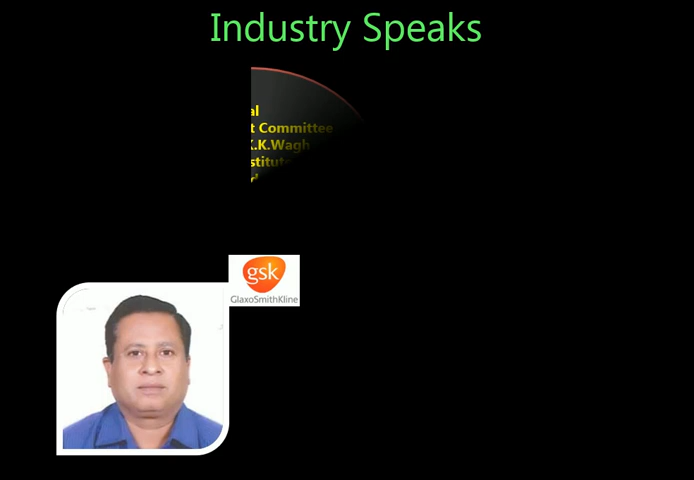 Industry Speaks
al
t Committee
K.K.Wagh
stitute
gsk
GlaxoSmithKline